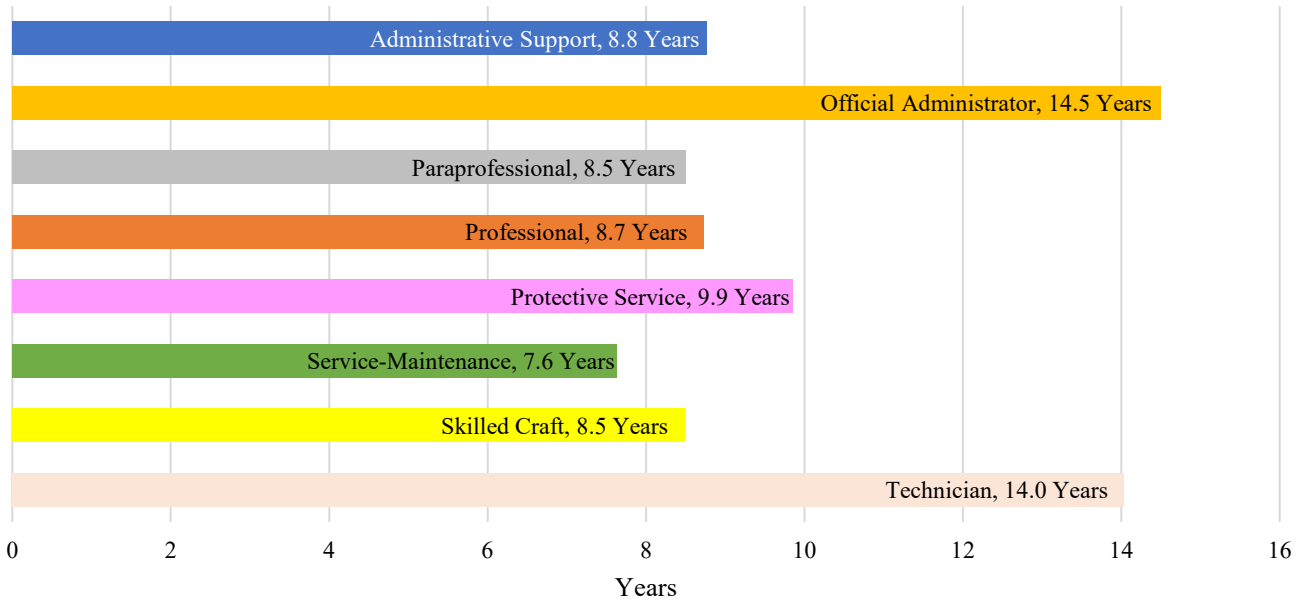 Administrative Support, 8.8 Years
Official Administrator, 14.5 Years
Paraprofessional, 8.5 Years
Professional, 8.7 Years
Protective Service, 9.9 Years
Service-Maintenance, 7.6 Years
Skilled Craft, 8.5 Years
Technician, 14.0 Years
0 2 4 6 8 10 12 14 16
Years